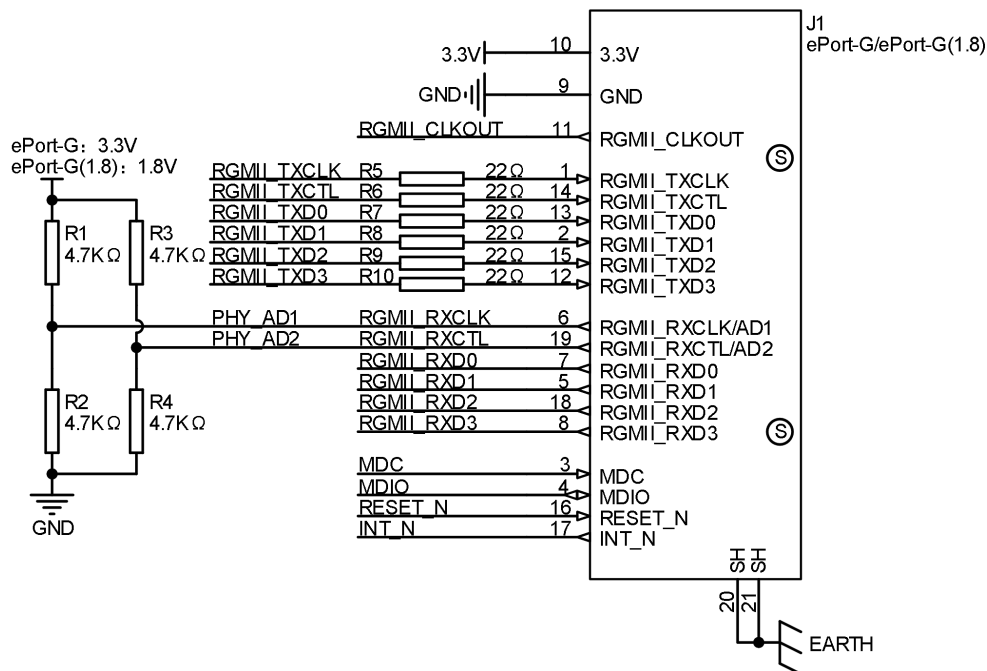 J1
ePort-G/ePort-G(1.8)
3.3V 10 3.3V
GND 9 GND
RGMII_CLKOUT 11 RGMII_CLKOUT
S
ePort-G：3.3V
ePort-G(1.8)：1.8V
RGMII_TXCLK R5 22Ω 1 RGMII_TXCLK
RGMII_TXCTL R6 22Ω 14 RGMII_TXCTL
RGMII_TXD0 R7 22Ω 13 RGMII_TXD0
RGMII_TXD1 R8 22Ω 2 RGMII_TXD1
RGMII_TXD2 R9 22Ω 15 RGMII_TXD2
RGMII_TXD3 R10 22Ω 12 RGMII_TXD3
R1
4.7KΩ
R3
4.7KΩ
PHY_AD1 RGMII_RXCLK 6 RGMII_RXCLK/AD1
PHY_AD2 RGMII_RXCTL 19 RGMII_RXCTL/AD2
RGMII_RXD0 7 RGMII_RXD0
RGMII_RXD1 5 RGMII_RXD1
RGMII_RXD2 18 RGMII_RXD2
RGMII_RXD3 8 RGMII_RXD3
S
R2
4.7KΩ
R4
4.7KΩ
MDC 3 MDC
MDIO 4 MDIO
RESET_N 16 RESET_N
INT_N 17 INT_N
GND
SH
SH
20
21
EARTH